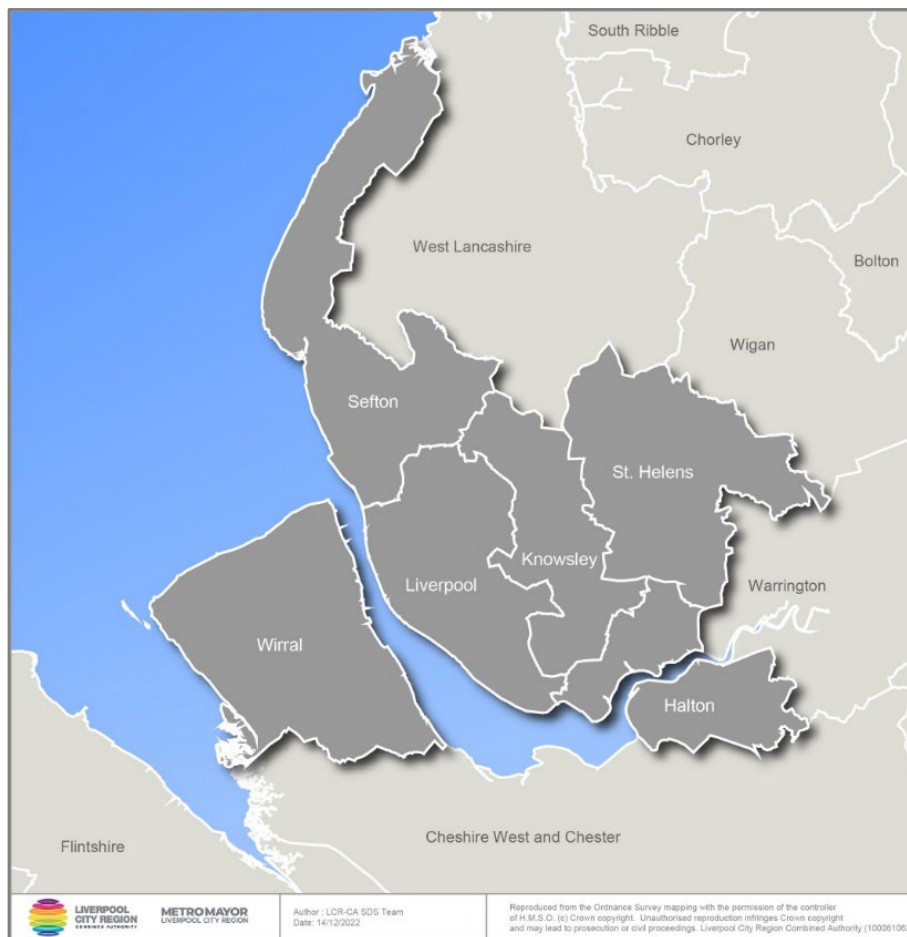 South Ribble
Chorley
West Lancashire
Bolton
Wigan
Sefton
St. Helens
Knowsley
Liverpool
Warrington
Wirral
Halton
Cheshire West and Chester
Flintshire
LIVERPOOL
CITY REGION
COMBINED AUTHORITY
METROMAYOR
LIVERPOOL CITY REGION
Author : LCR-CA SDS Team
Date: 14/12/2022
Reproduced from the Ordnance Survey mapping with the permission of the controller
of H.M.S.O. (c) Crown copyright. Unauthorised reproduction infringes Crown copyright
and may lead to prosecution or civil proceedings. Liverpool City Region Combined Authority (10006106